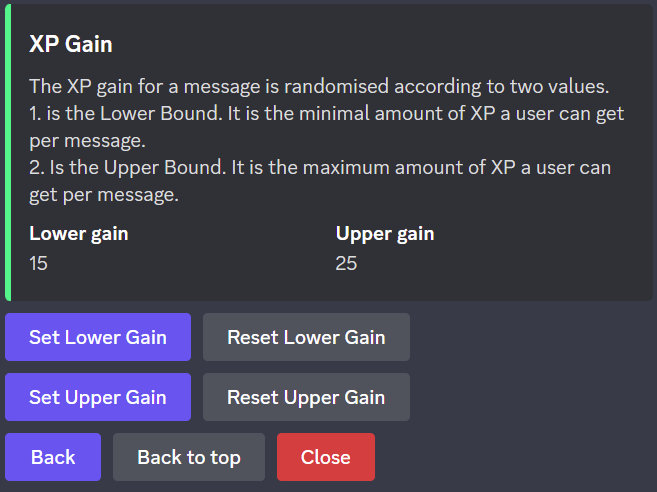 XP Gain
The XP gain for a message is randomised according to two values.
1. is the Lower Bound. It is the minimal amount of XP a user can get
per message.
2. Is the Upper Bound. It is the maximum amount of XP a user can
get per message.
Lower gain Upper gain
15 25
Set Lower Gain Reset Lower Gain
Set Upper Gain Reset Upper Gain
Back Back to top Close